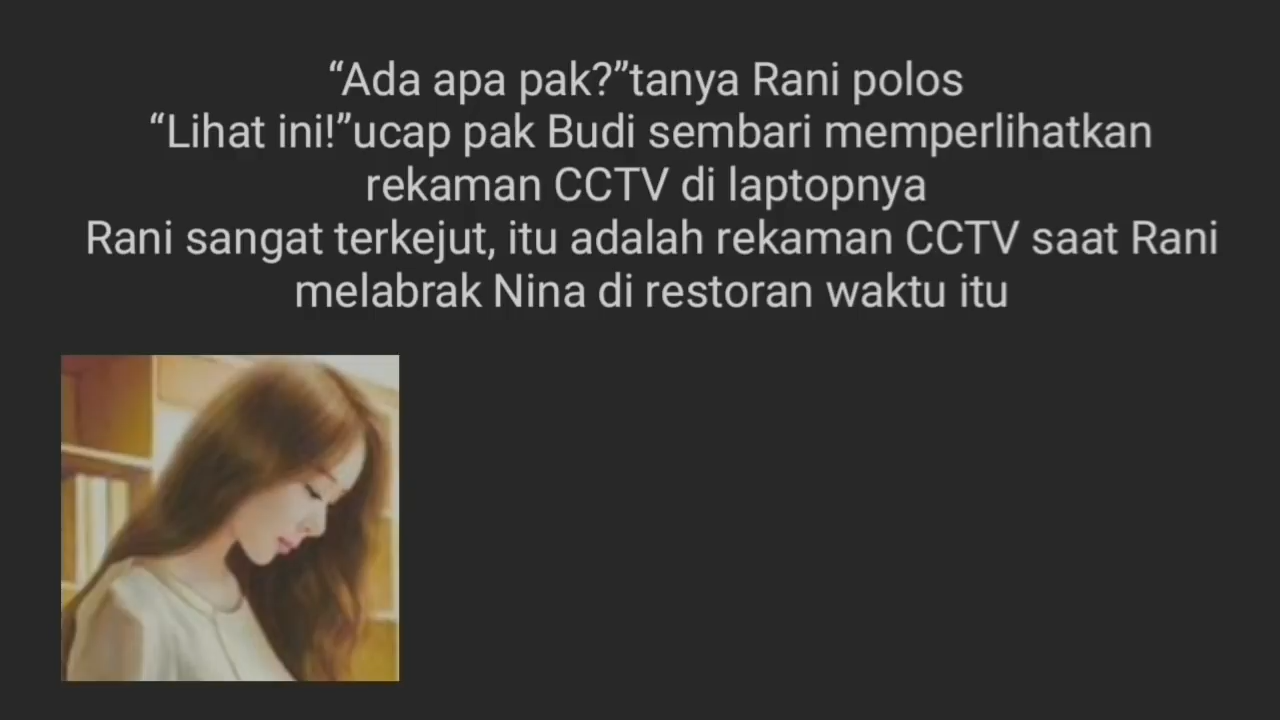 “Ada apa pak?”tanya Rani polos
“Lihat ini!”ucap pak Budi sembari memperlihatkan
rekaman CCTV di laptopnya
Rani sangat terkejut, itu adalah rekaman CCTV saat Rani
melabrak Nina di restoran waktu itu